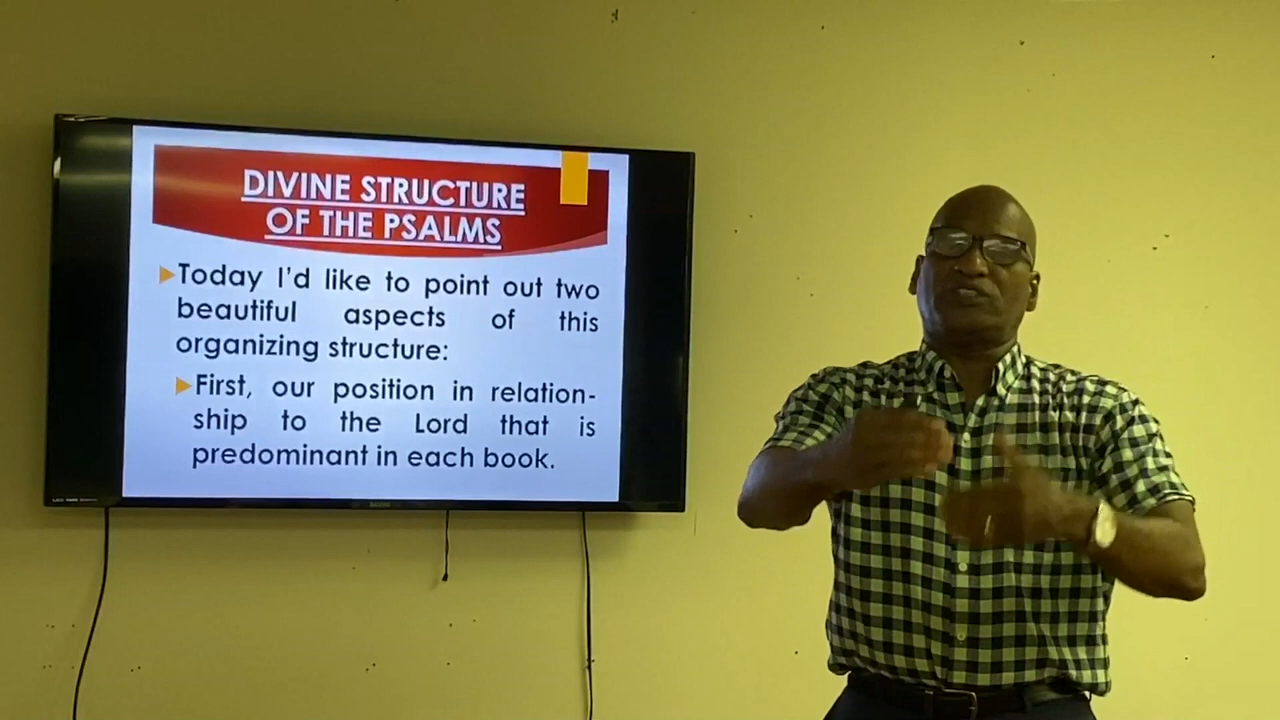 DIVINE STRUCTURE
OF THE PSALMS
Today I'd like to point out two
beautiful aspects of this
organizing structure:
First, our position in relation-
ship to the Lord that is
predominant in each book.